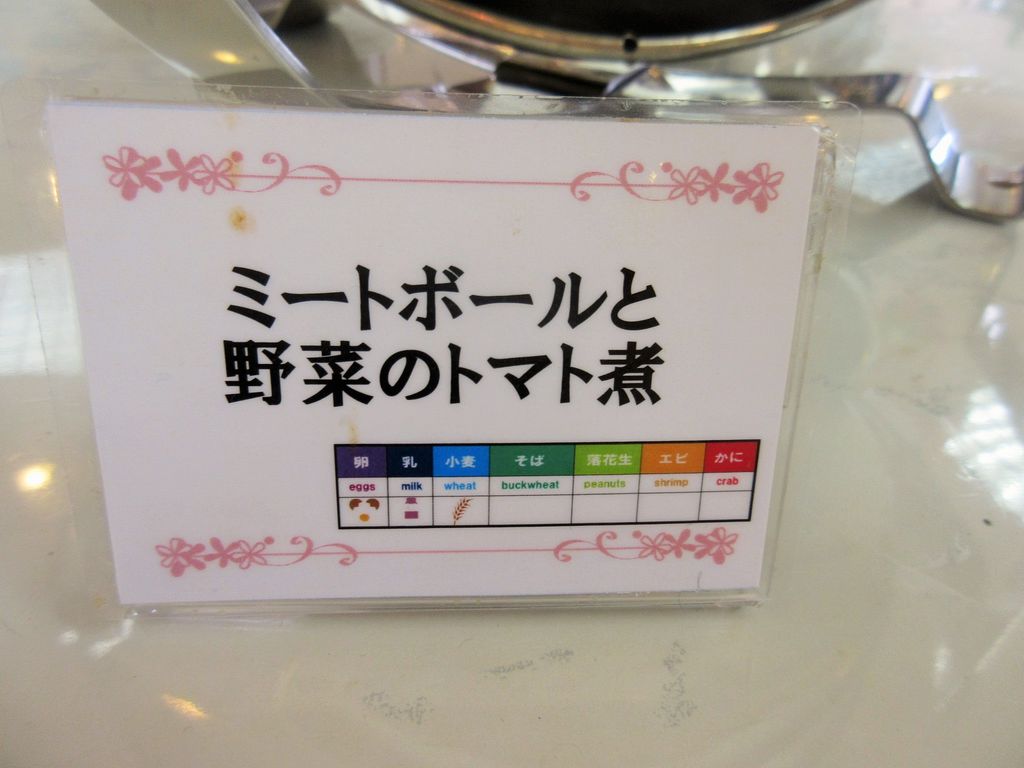 ミートボールと
野菜のトマト煮
卵 乳 小麦 そば 落花生 エビ かに
eggs milk wheat buckwheat peanuts shrimp crab